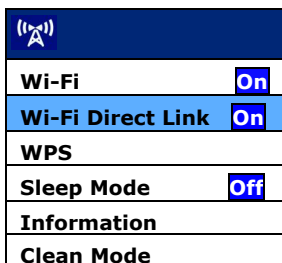 Wi-Fi On
Wi-Fi Direct Link On
WPS
Sleep Mode Off
Information
Clean Mode